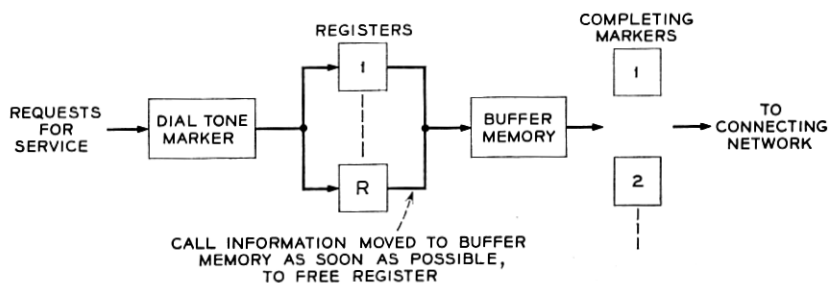 REQUESTS
FOR
SERVICE
DIAL TONE
MARKER
REGISTERS
1
R
CALL INFORMATION MOVED TO BUFFER
MEMORY AS SOON AS POSSIBLE,
TO FREE REGISTER
BUFFER
MEMORY
COMPLETING
MARKERS
1
2
TO
CONNECTING
NETWORK